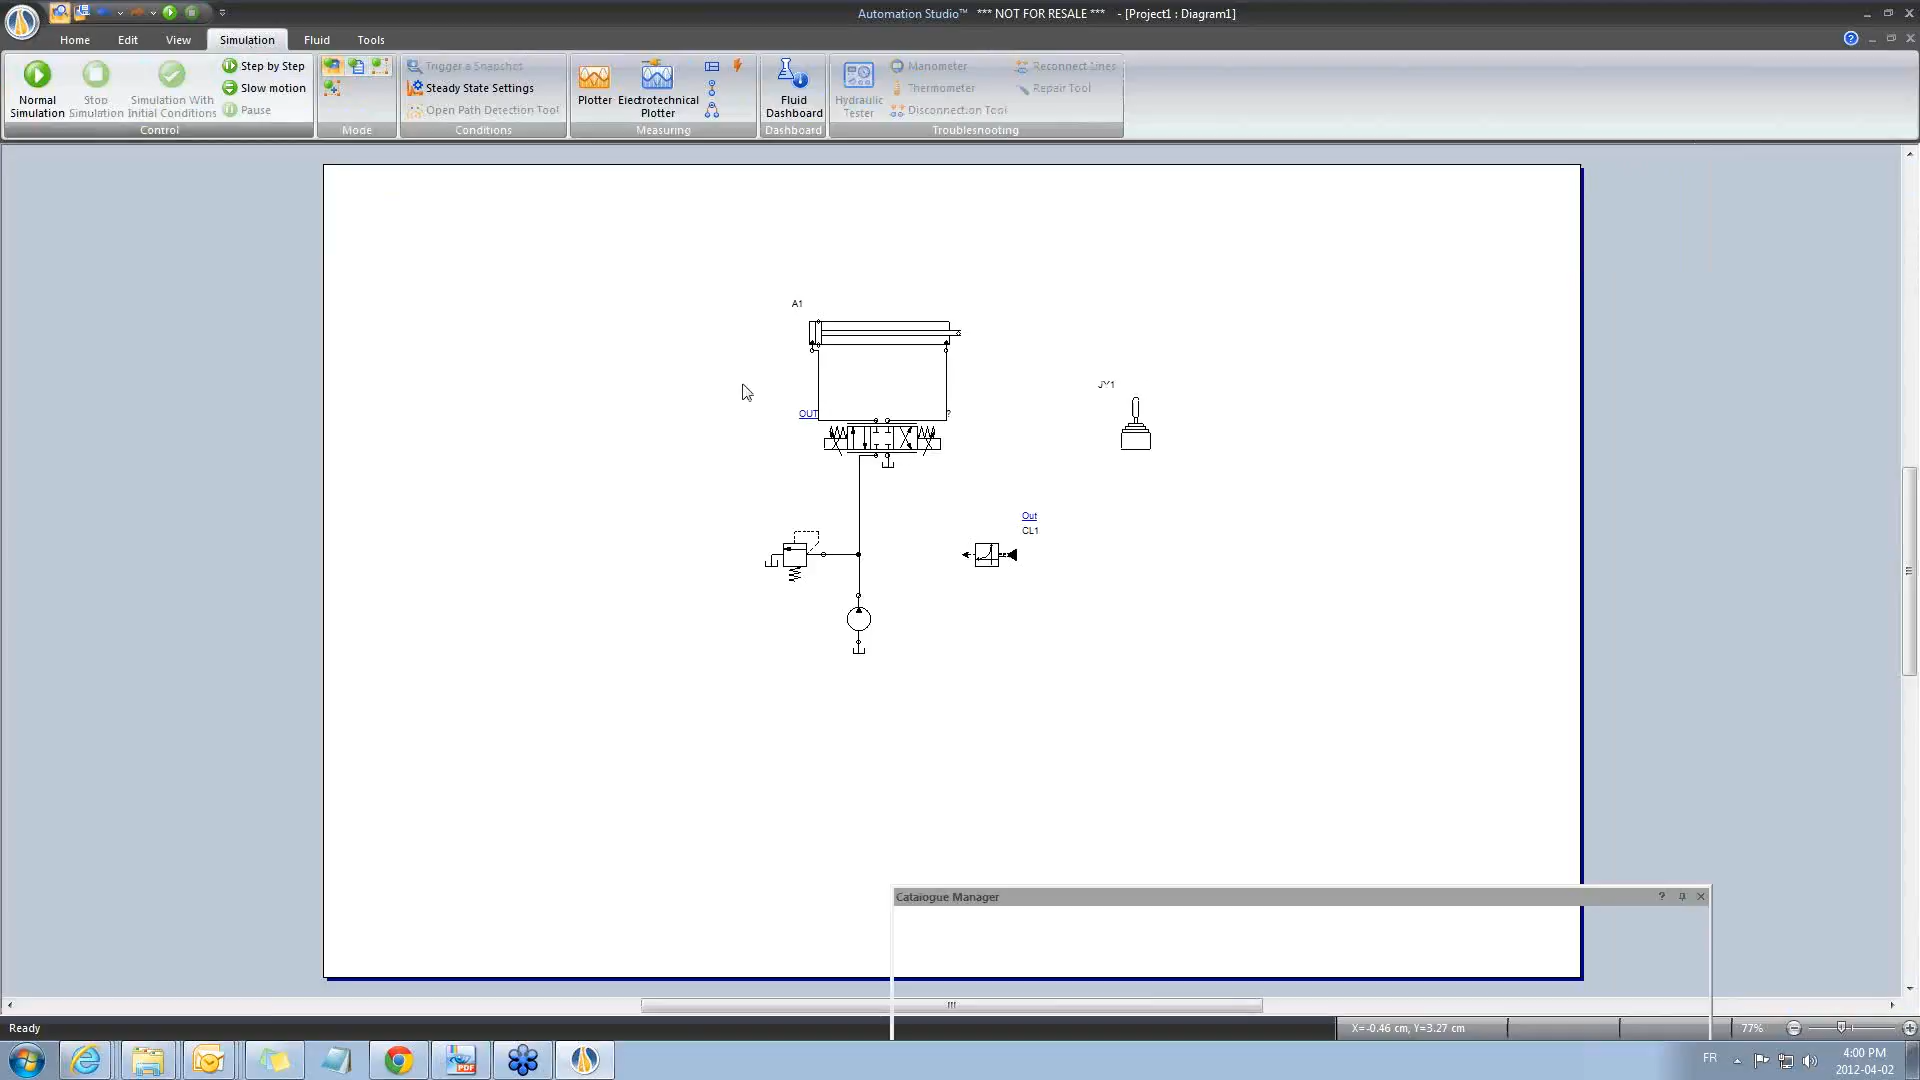 Automation Studio™ *** NOT FOR RESALE *** - [Project1 : Diagram1]
Home Edit View Simulation Fluid Tools
Normal Simulation
Stop Simulation
Simulation With Initial Conditions
Step by Step
Slow motion
Pause
Control
Mode
Trigger a Snapshot
Steady State Settings
Open Path Detection Tool
Conditions
Plotter
Electrotechnical Plotter
Measuring
Fluid Dashboard
Dashboard
Hydraulic Tester
Manometer
Thermometer
Disconnection Tool
Reconnect Lines
Repair Tool
Troubleshooting
A1
JY1
OUT
?
Out
CL1
Catalogue Manager
Ready
X=-0.46 cm, Y=3.27 cm
77%
PDF
FR
4:00 PM
2012-04-02